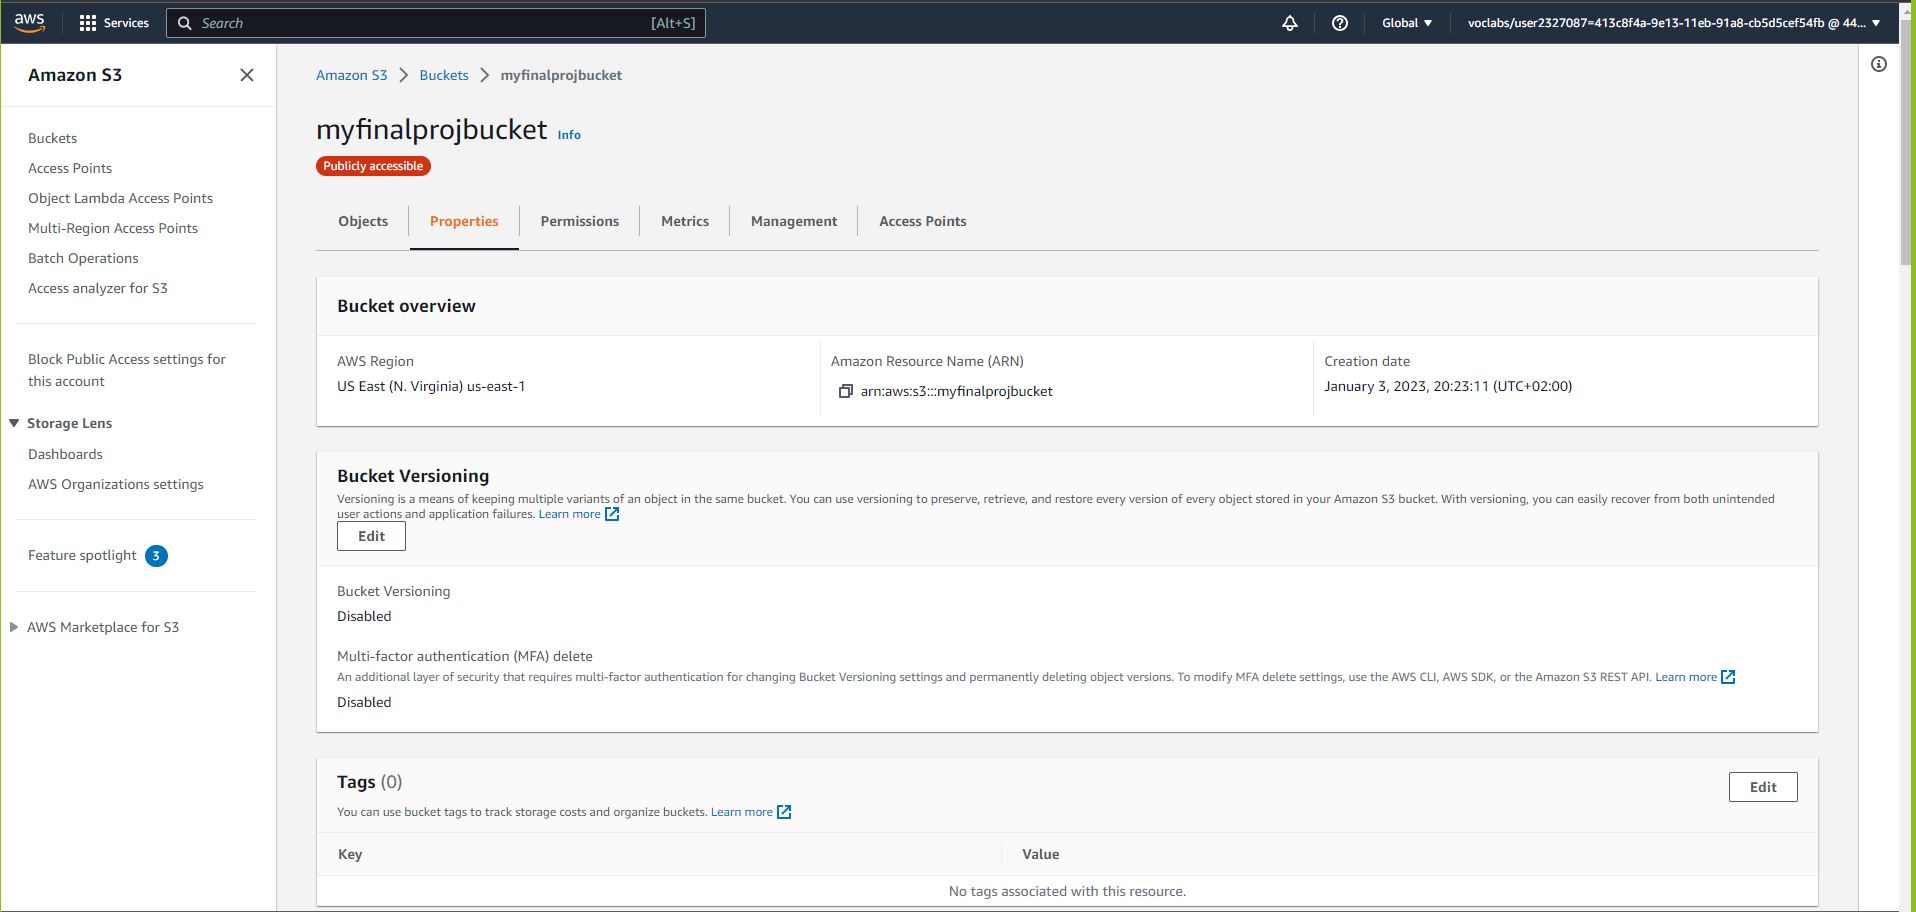 aws
Services
Search
[Alt+S]
Global
voclabs/user2327087=413c8f4a-9e13-11eb-91a8-cb5d5cef54fb @ 44...
Amazon S3
Buckets
Access Points
Object Lambda Access Points
Multi-Region Access Points
Batch Operations
Access analyzer for S3
Block Public Access settings for
this account
Storage Lens
Dashboards
AWS Organizations settings
Feature spotlight 3
AWS Marketplace for S3
Amazon S3 > Buckets > myfinalprojbucket
myfinalprojbucket Info
Publicly accessible
Objects
Properties
Permissions
Metrics
Management
Access Points
Bucket overview
AWS Region
US East (N. Virginia) us-east-1
Amazon Resource Name (ARN)
arn:aws:s3:::myfinalprojbucket
Creation date
January 3, 2023, 20:23:11 (UTC+02:00)
Bucket Versioning
Versioning is a means of keeping multiple variants of an object in the same bucket. You can use versioning to preserve, retrieve, and restore every version of every object stored in your Amazon S3 bucket. With versioning, you can easily recover from both unintended
user actions and application failures. Learn more
Edit
Bucket Versioning
Disabled
Multi-factor authentication (MFA) delete
An additional layer of security that requires multi-factor authentication for changing Bucket Versioning settings and permanently deleting object versions. To modify MFA delete settings, use the AWS CLI, AWS SDK, or the Amazon S3 REST API. Learn more
Disabled
Tags (0)
Edit
You can use bucket tags to track storage costs and organize buckets. Learn more
Key
Value
No tags associated with this resource.